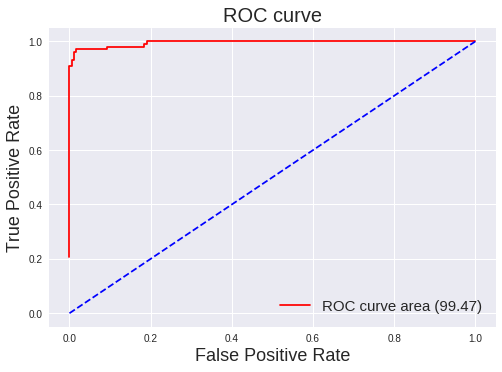 ROC curve
True Positive Rate
1.0
0.8
0.6
0.4
0.2
0.0
ROC curve area (99.47)
0.0 0.2 0.4 0.6 0.8 1.0
False Positive Rate